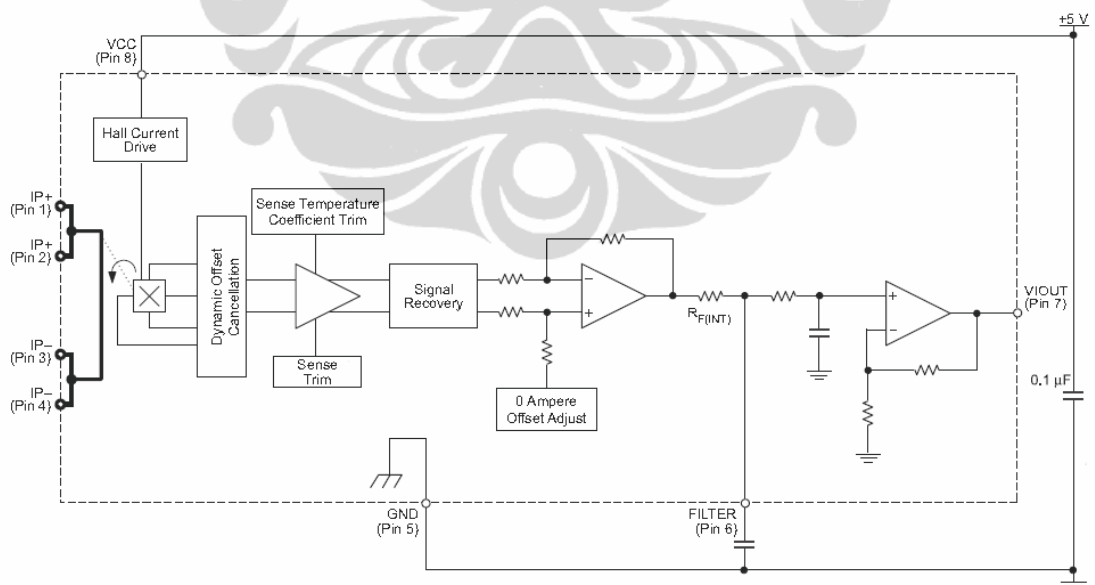 +5 V
VCC
(Pin 8)
Hall Current
Drive
IP+
(Pin 1)
IP+
(Pin 2)
IP−
(Pin 3)
IP−
(Pin 4)
Dynamic Offset
Cancellation
Sense Temperature
Coefficient Trim
Sense
Trim
Signal
Recovery
0 Ampere
Offset Adjust
−
+
RF(INT)
+
−
VIOUT
(Pin 7)
0.1 µF
GND
(Pin 5)
FILTER
(Pin 6)